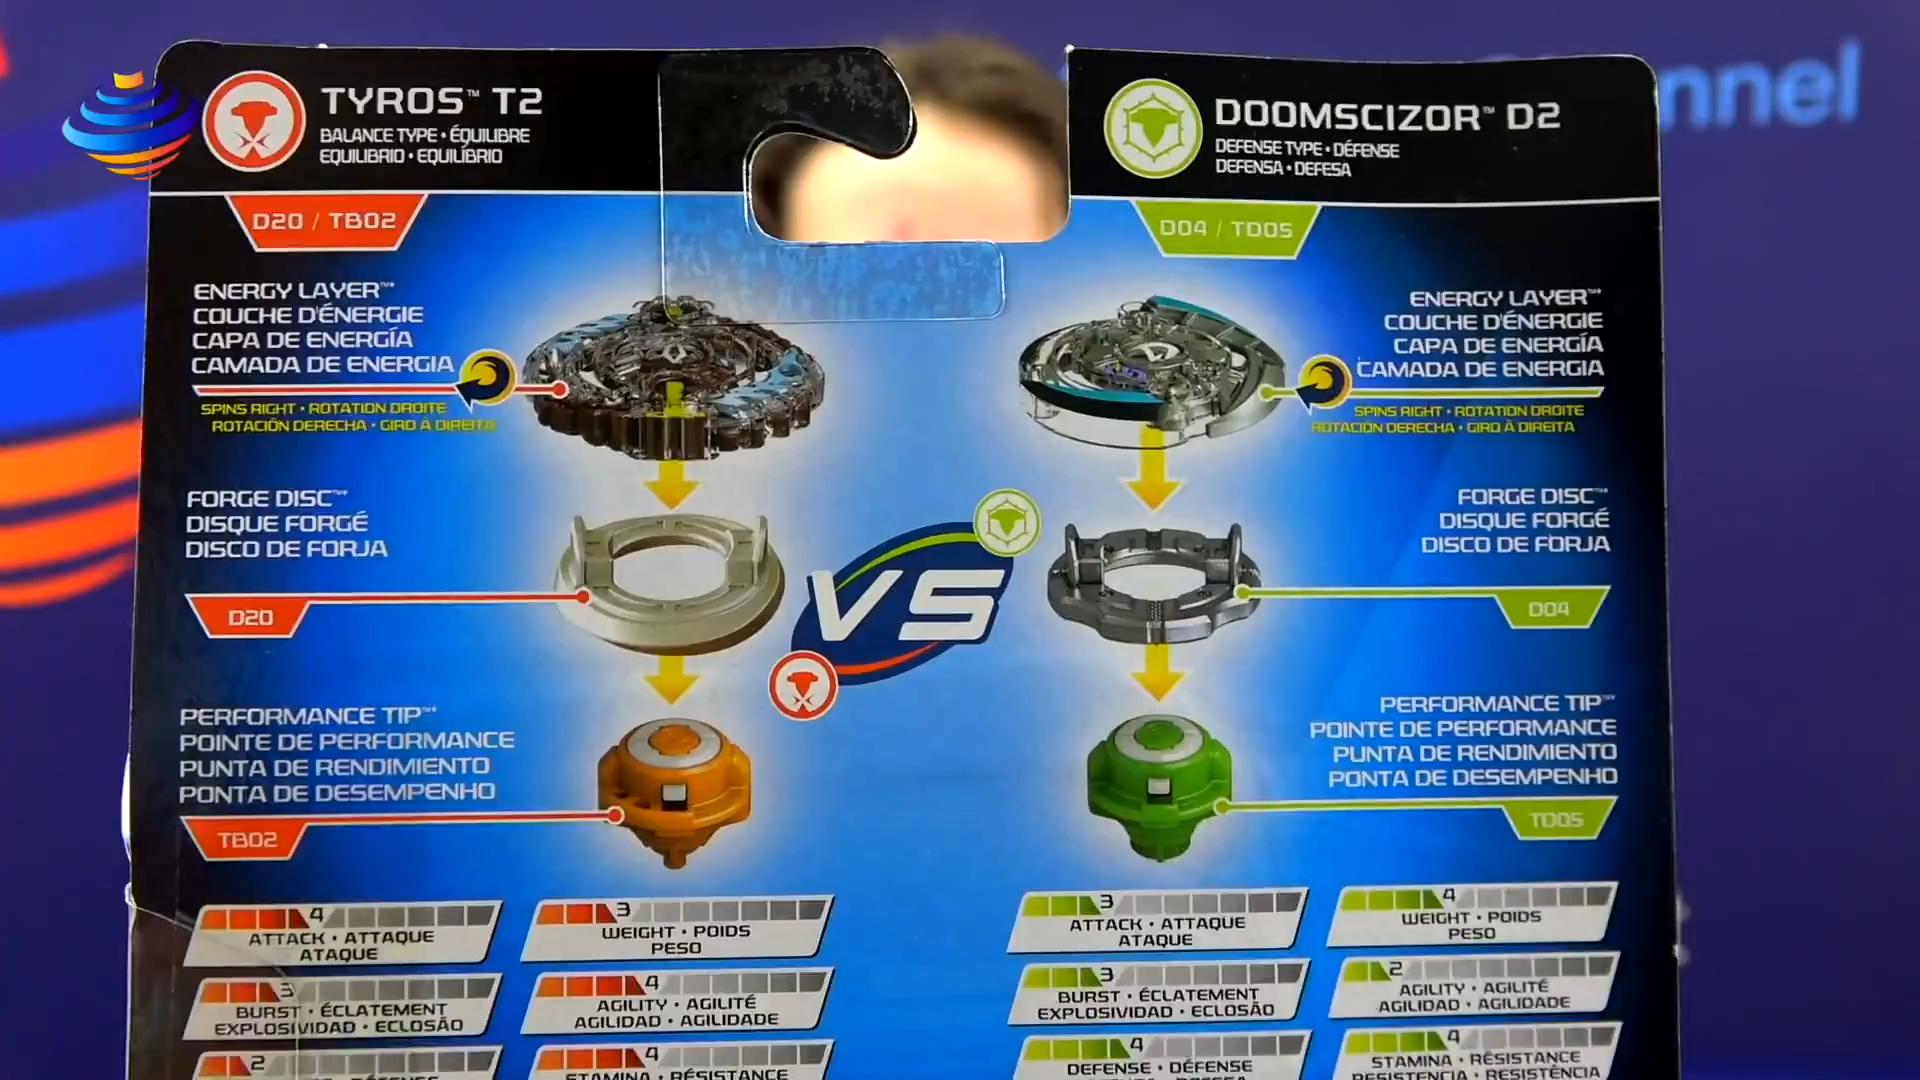 nnel
TYROS™ T2
BALANCE TYPE • ÉQUILIBRE
EQUILIBRIO • EQUILÍBRIO
D20 / TB02
ENERGY LAYER™*
COUCHE D'ÉNERGIE
CAPA DE ENERGÍA
CAMADA DE ENERGIA
SPINS RIGHT • ROTATION DROITE
ROTACIÓN DERECHA • GIRO À DIREITA
FORGE DISC™*
DISQUE FORGÉ
DISCO DE FORJA
D20
PERFORMANCE TIP™*
POINTE DE PERFORMANCE
PUNTA DE RENDIMIENTO
PONTA DE DESEMPENHO
TB02
VS
DOOMSCIZOR™ D2
DEFENSE TYPE • DÉFENSE
DEFENSA • DEFESA
D04 / TD05
ENERGY LAYER™*
COUCHE D'ÉNERGIE
CAPA DE ENERGÍA
CAMADA DE ENERGIA
SPINS RIGHT • ROTATION DROITE
ROTACIÓN DERECHA • GIRO À DIREITA
FORGE DISC™*
DISQUE FORGÉ
DISCO DE FORJA
D04
PERFORMANCE TIP™*
POINTE DE PERFORMANCE
PUNTA DE RENDIMIENTO
PONTA DE DESEMPENHO
TD05
4
ATTACK • ATTAQUE
ATAQUE
3
WEIGHT • POIDS
PESO
3
BURST • ÉCLATEMENT
EXPLOSIVIDAD • ECLOSÃO
4
AGILITY • AGILITÉ
AGILIDAD • AGILIDADE
2
4
STAMINA • RÉSISTANCE
3
ATTACK • ATTAQUE
ATAQUE
4
WEIGHT • POIDS
PESO
3
BURST • ÉCLATEMENT
EXPLOSIVIDAD • ECLOSÃO
2
AGILITY • AGILITÉ
AGILIDAD • AGILIDADE
4
DEFENSE • DÉFENSE
4
STAMINA • RÉSISTANCE
RESISTENCIA • RESISTÊNCIA